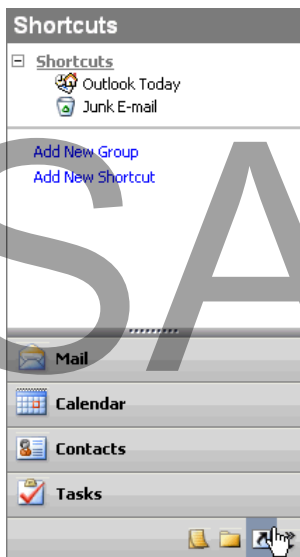 Shortcuts
Shortcuts
Outlook Today
Junk E-mail
Add New Group
Add New Shortcut
SA
Mail
Calendar
Contacts
Tasks